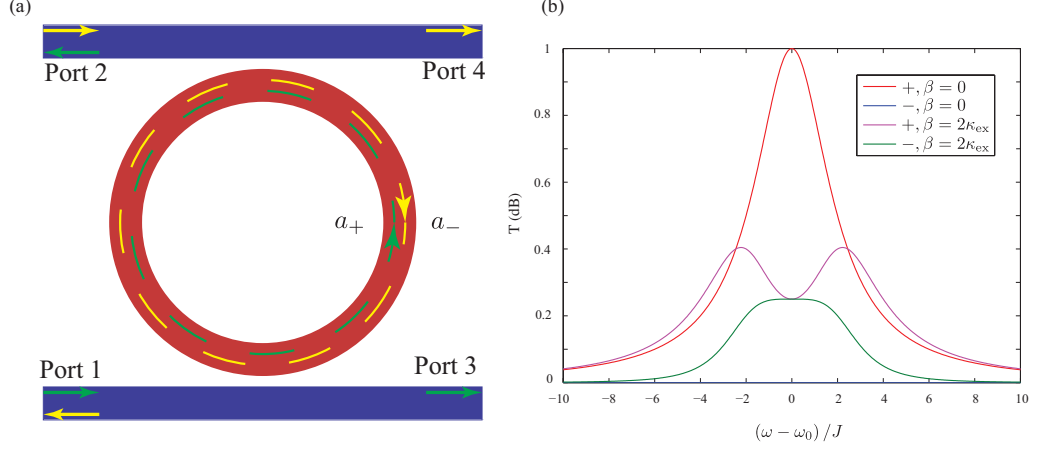 (a)
Port 2
Port 4
a₊
a₋
Port 1
Port 3
(b)
T (dB)
1
0.8
0.6
0.4
0.2
0
−10
−8
−6
−4
−2
0
2
4
6
8
10
(ω − ω₀) /J
+, β = 0
−, β = 0
+, β = 2κₑₓ
−, β = 2κₑₓ